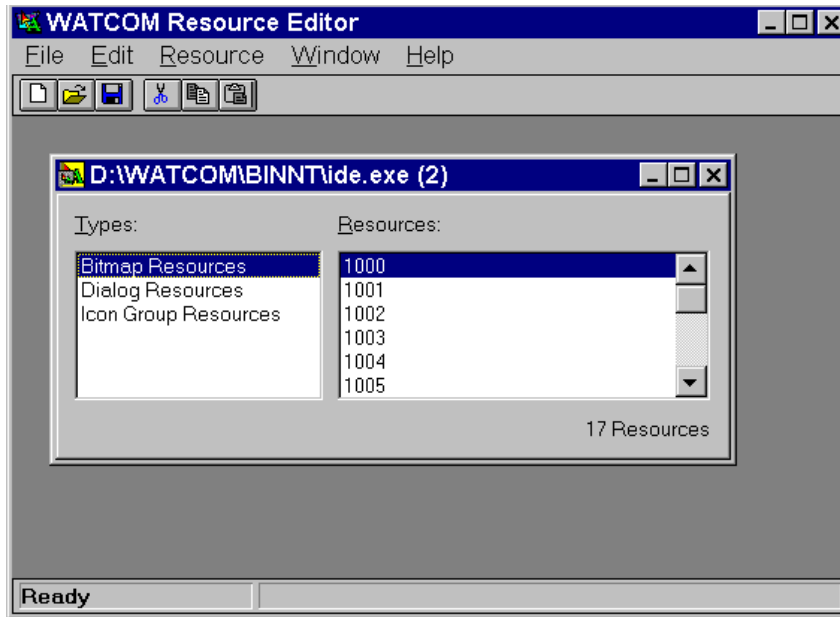 WATCOM Resource Editor
File Edit Resource Window Help
D:\WATCOM\BINNT\ide.exe (2)
Types: Resources:
Bitmap Resources 1000
Dialog Resources 1001
Icon Group Resources 1002
1003
1004
1005
17 Resources
Ready